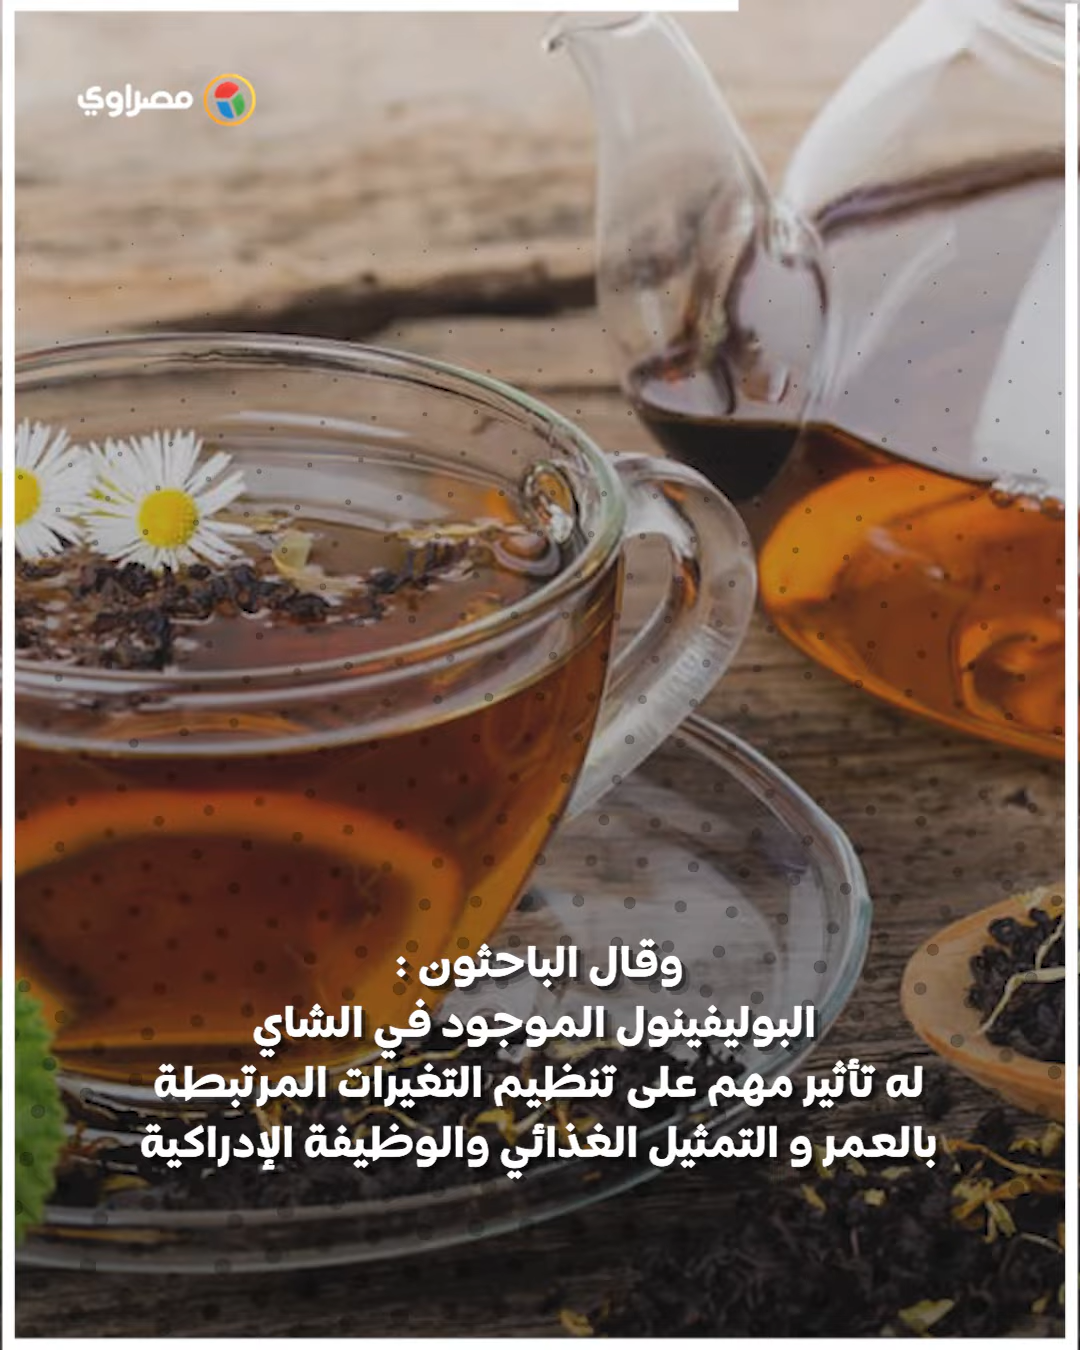 مصراوي
وقال الباحثون :
البوليفينول الموجود في الشاي
له تأثير مهم على تنظيم التغيرات المرتبطة
بالعمر و التمثيل الغذائي والوظيفة الإدراكية